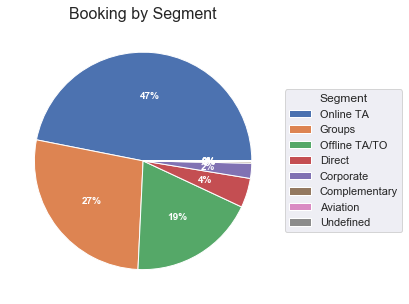 Booking by Segment
47%
27%
19%
4%
2%
0%
Segment
Online TA
Groups
Offline TA/TO
Direct
Corporate
Complementary
Aviation
Undefined